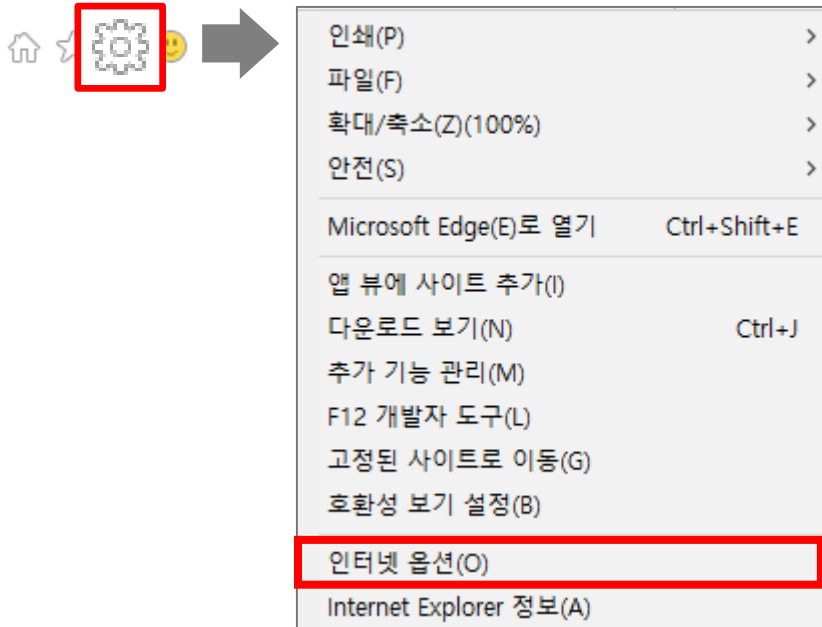 인쇄(P)
파일(F)
확대/축소(Z)(100%)
안전(S)
Microsoft Edge(E)로 열기 Ctrl+Shift+E
앱 뷰에 사이트 추가(I)
다운로드 보기(N) Ctrl+J
추가 기능 관리(M)
F12 개발자 도구(L)
고정된 사이트로 이동(G)
호환성 보기 설정(B)
인터넷 옵션(O)
Internet Explorer 정보(A)